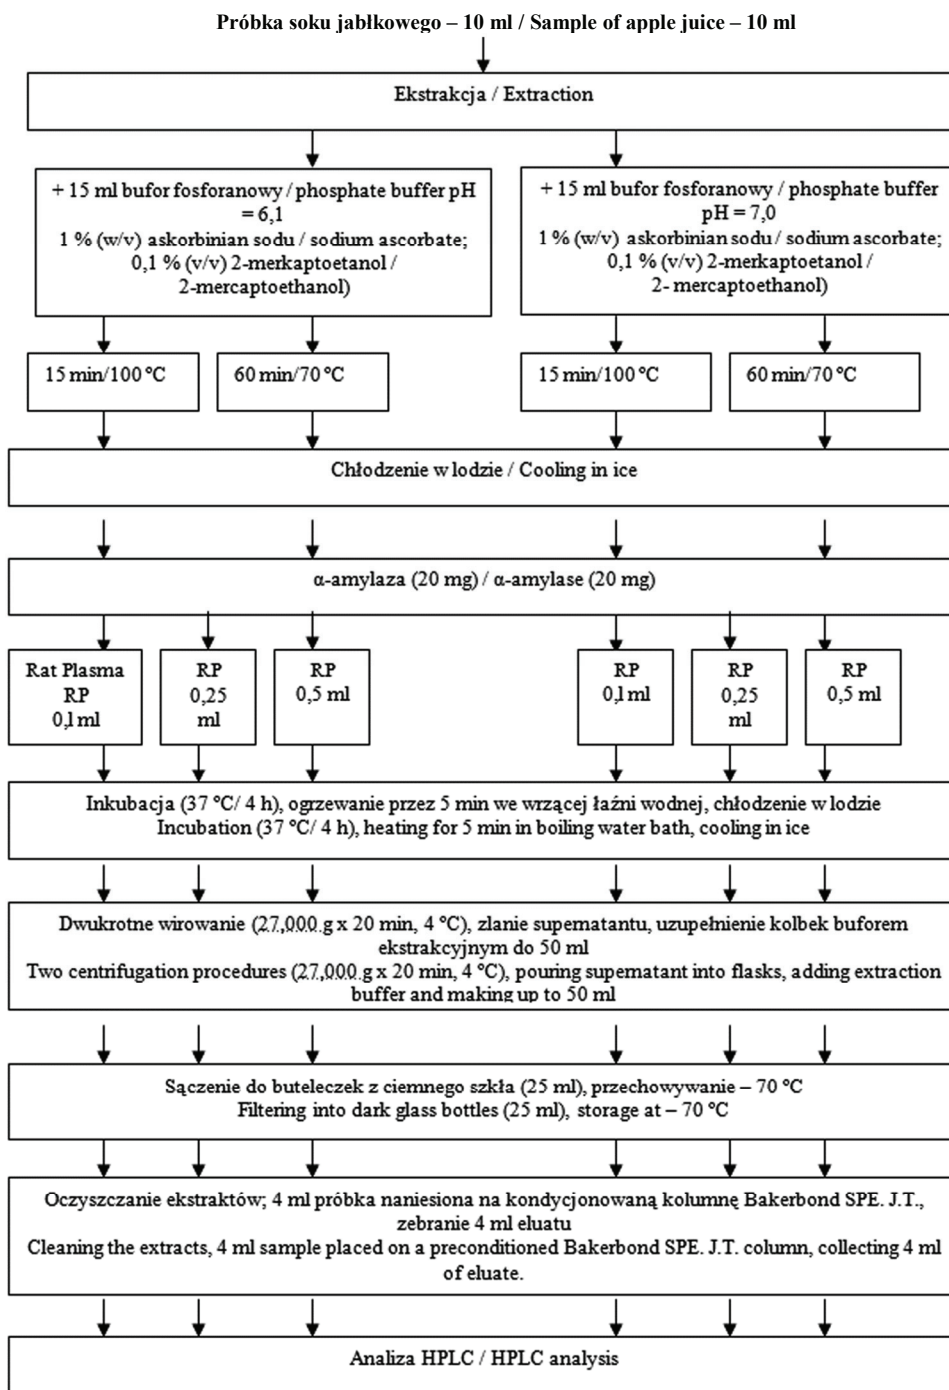 Próbka soku jabłkowego – 10 ml / Sample of apple juice – 10 ml
Ekstrakcja / Extraction
+ 15 ml bufor fosforanowy / phosphate buffer pH
= 6,1
1 % (w/v) askorbinian sodu / sodium ascorbate;
0,1 % (v/v) 2-merkaptoetanol /
2-mercaptoethanol)
+ 15 ml bufor fosforanowy / phosphate buffer
pH = 7,0
1 % (w/v) askorbinian sodu / sodium ascorbate;
0,1 % (v/v) 2-merkaptoetanol /
2- mercaptoethanol)
15 min/100 ºC
60 min/70 ºC
15 min/100 ºC
60 min/70 ºC
Chłodzenie w lodzie / Cooling in ice
α-amylaza (20 mg) / α-amylase (20 mg)
Rat Plasma
RP
0,1 ml
RP
0,25
ml
RP
0,5 ml
RP
0,1 ml
RP
0,25
ml
RP
0,5 ml
Inkubacja (37 ºC/ 4 h), ogrzewanie przez 5 min we wrzącej łaźni wodnej, chłodzenie w lodzie
Incubation (37 ºC/ 4 h), heating for 5 min in boiling water bath, cooling in ice
Dwukrotne wirowanie (27,000 g x 20 min, 4 ºC), zlanie supernatantu, uzupełnienie kolbek buforem
ekstrakcyjnym do 50 ml
Two centrifugation procedures (27,000 g x 20 min, 4 ºC), pouring supernatant into flasks, adding extraction
buffer and making up to 50 ml
Sączenie do buteleczek z ciemnego szkła (25 ml), przechowywanie – 70 ºC
Filtering into dark glass bottles (25 ml), storage at – 70 ºC
Oczyszczanie ekstraktów; 4 ml próbka naniesiona na kondycjonowaną kolumnę Bakerbond SPE. J.T.,
zebranie 4 ml eluatu
Cleaning the extracts, 4 ml sample placed on a preconditioned Bakerbond SPE. J.T. column, collecting 4 ml
of eluate.
Analiza HPLC / HPLC analysis